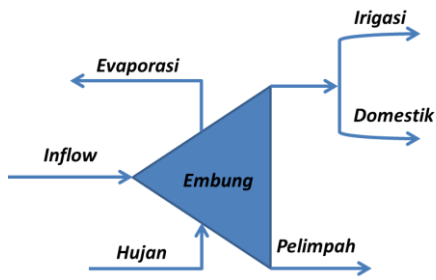 Irigasi
Evaporasi
Domestik
Inflow
Embung
Hujan
Pelimpah